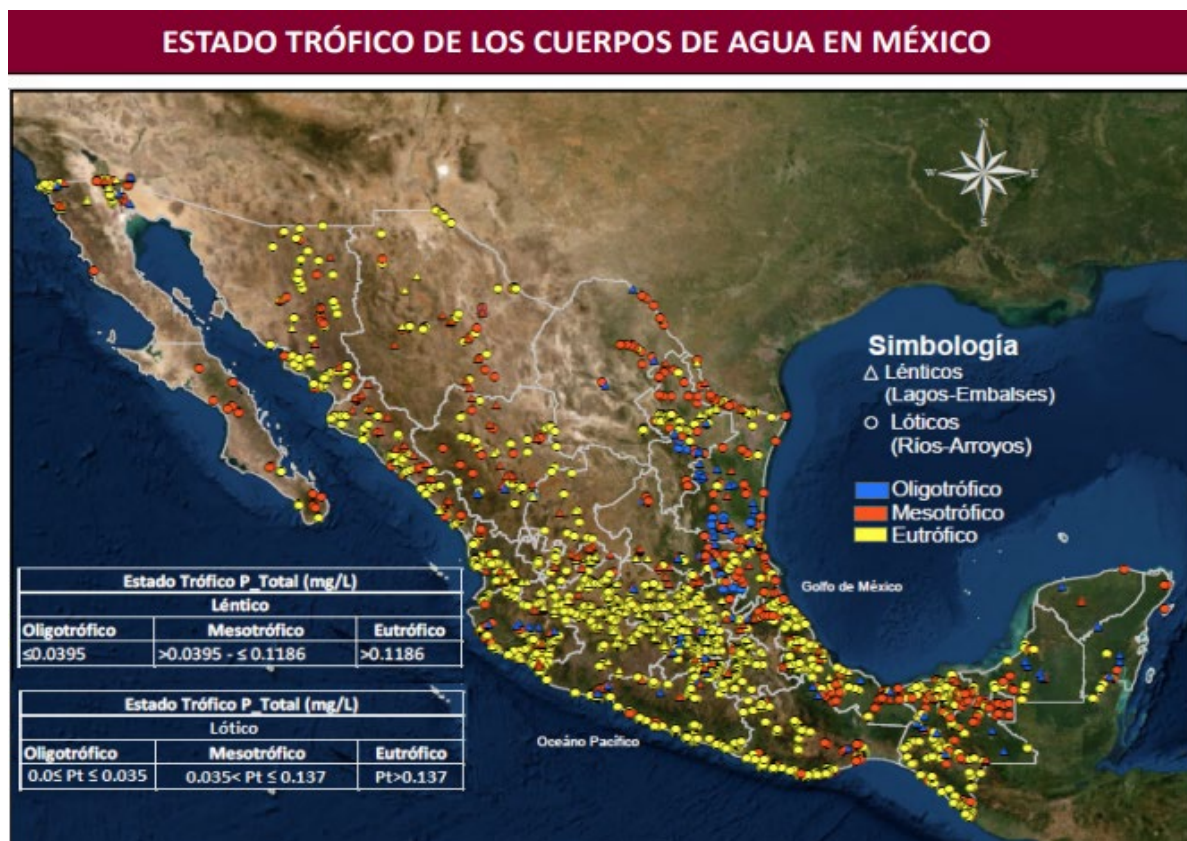 ESTADO TRÓFICO DE LOS CUERPOS DE AGUA EN MÉXICO
N
W
E
S
Simbología
Lénticos
(Lagos-Embalses)
Lóticos
(Ríos-Arroyos)
Oligotrófico
Mesotrófico
Eutrófico
Golfo de México
Oceáno Pacífico
Estado Trófico P_Total (mg/L)
Léntico
Oligotrófico Mesotrófico Eutrófico
≤0.0395 >0.0395 - ≤ 0.1186 >0.1186
Estado Trófico P_Total (mg/L)
Lótico
Oligotrófico Mesotrófico Eutrófico
0.0≤ Pt ≤ 0.035 0.035< Pt ≤ 0.137 Pt>0.137